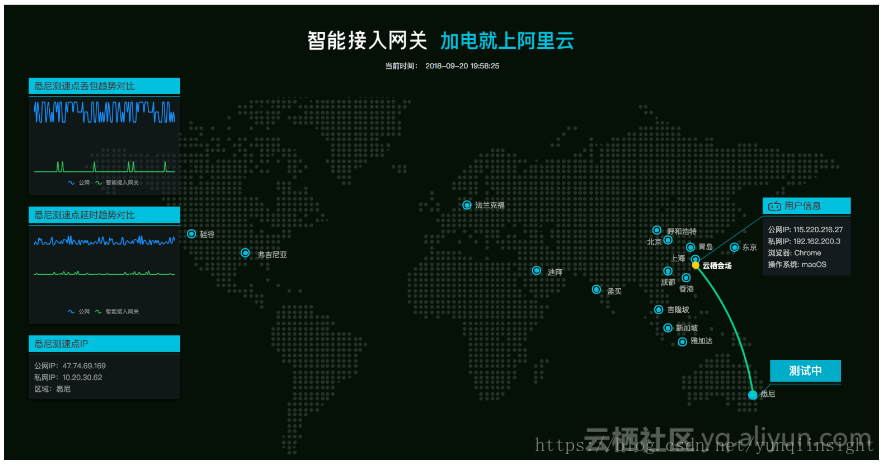 智能接入网关 加电就上阿里云
当前时间： 2018-09-20 19:58:25
悉尼测速点丢包趋势对比
公网 智能接入网关
悉尼测速点延时趋势对比
公网 智能接入网关
悉尼测速点IP
公网IP: 47.74.69.169
私网IP: 10.20.30.62
区域: 悉尼
硅谷
弗吉尼亚
法兰克福
迪拜
孟买
呼和浩特
北京
青岛
东京
上海
云栖会场
成都
香港
吉隆坡
新加坡
雅加达
悉尼
用户信息
公网IP: 115.220.216.27
私网IP: 192.162.200.3
浏览器: Chrome
操作系统: macOS
测试中
云栖社区 yq.aliyun.com
https://blog.csdn.net/yunqiinsight